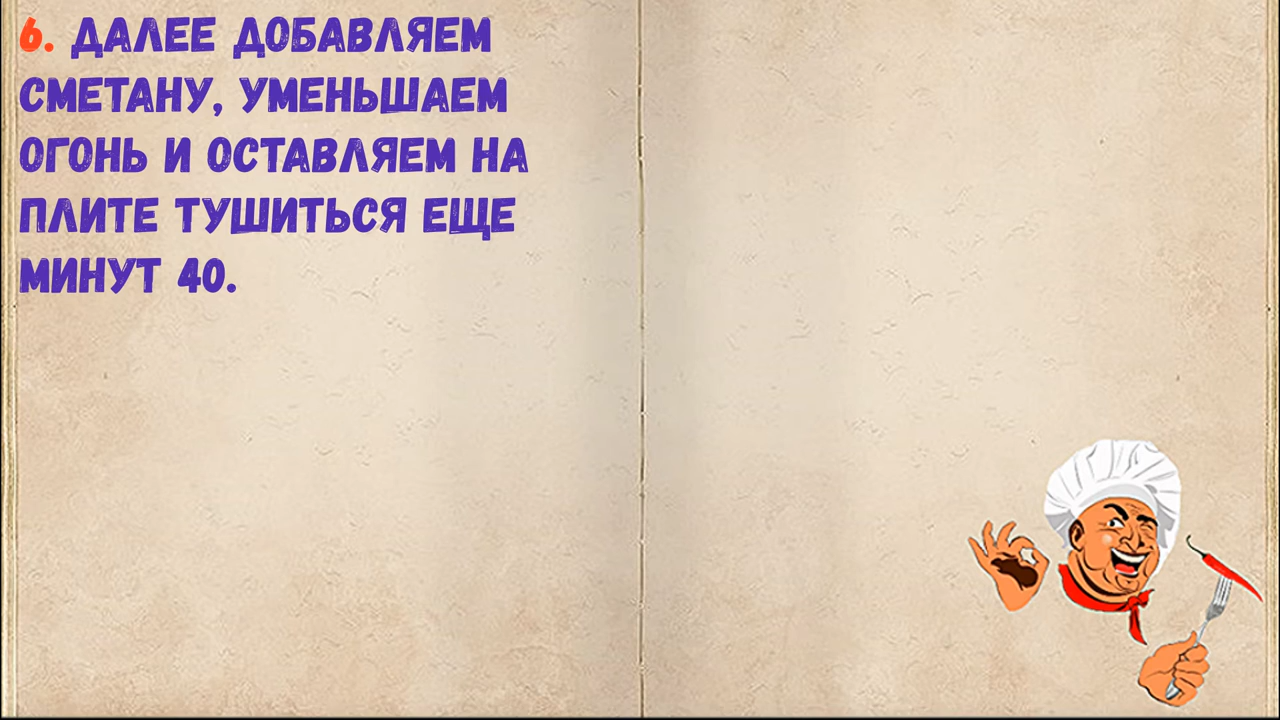 6. ДАЛЕЕ ДОБАВЛЯЕМ
СМЕТАНУ, УМЕНЬШАЕМ
ОГОНЬ И ОСТАВЛЯЕМ НА
ПЛИТЕ ТУШИТЬСЯ ЕЩЕ
МИНУТ 40.